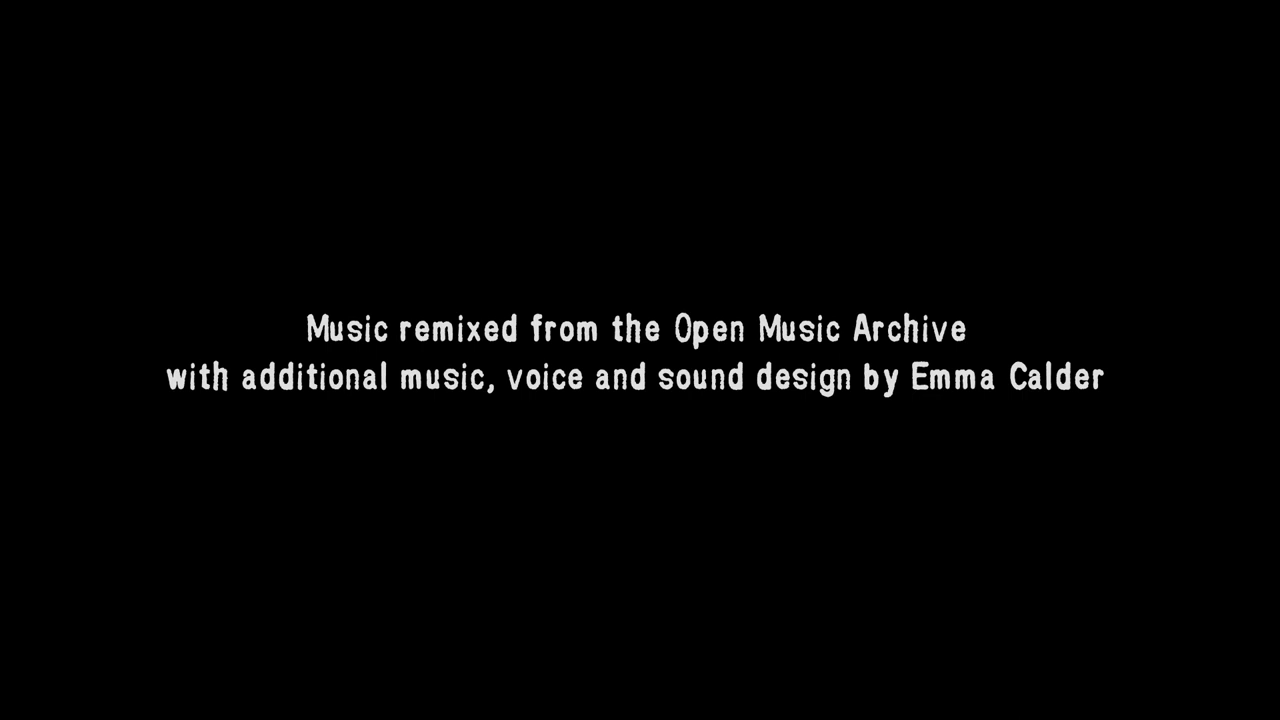 Music remixed from the Open Music Archive
with additional music, voice and sound design by Emma Calder